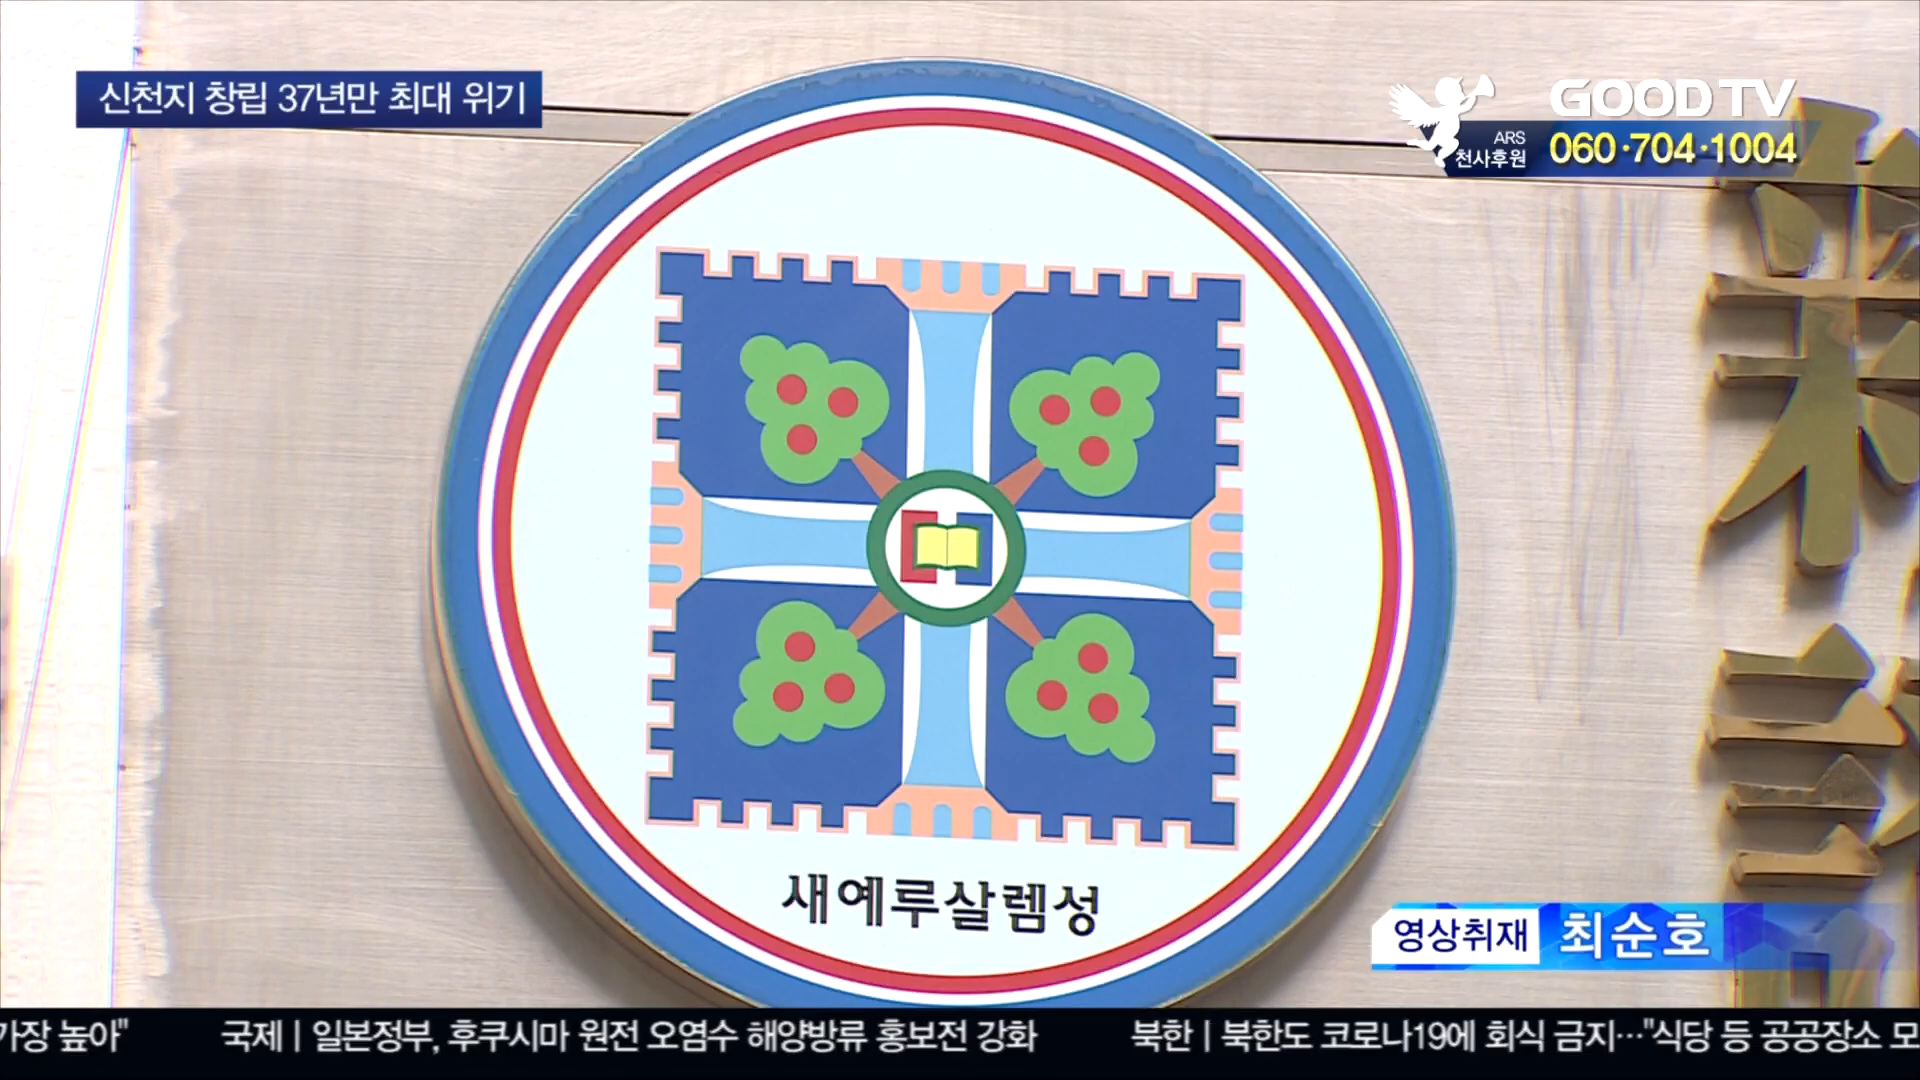 신천지 창립 37년만 최대 위기
GOODTV
ARS
천사후원
060·704·1004
새예루살렘성
영상취재 최순호
가장 높아" 국제 | 일본정부, 후쿠시마 원전 오염수 해양방류 홍보전 강화 북한 | 북한도 코로나19에 회식 금지…"식당 등 공공장소 모